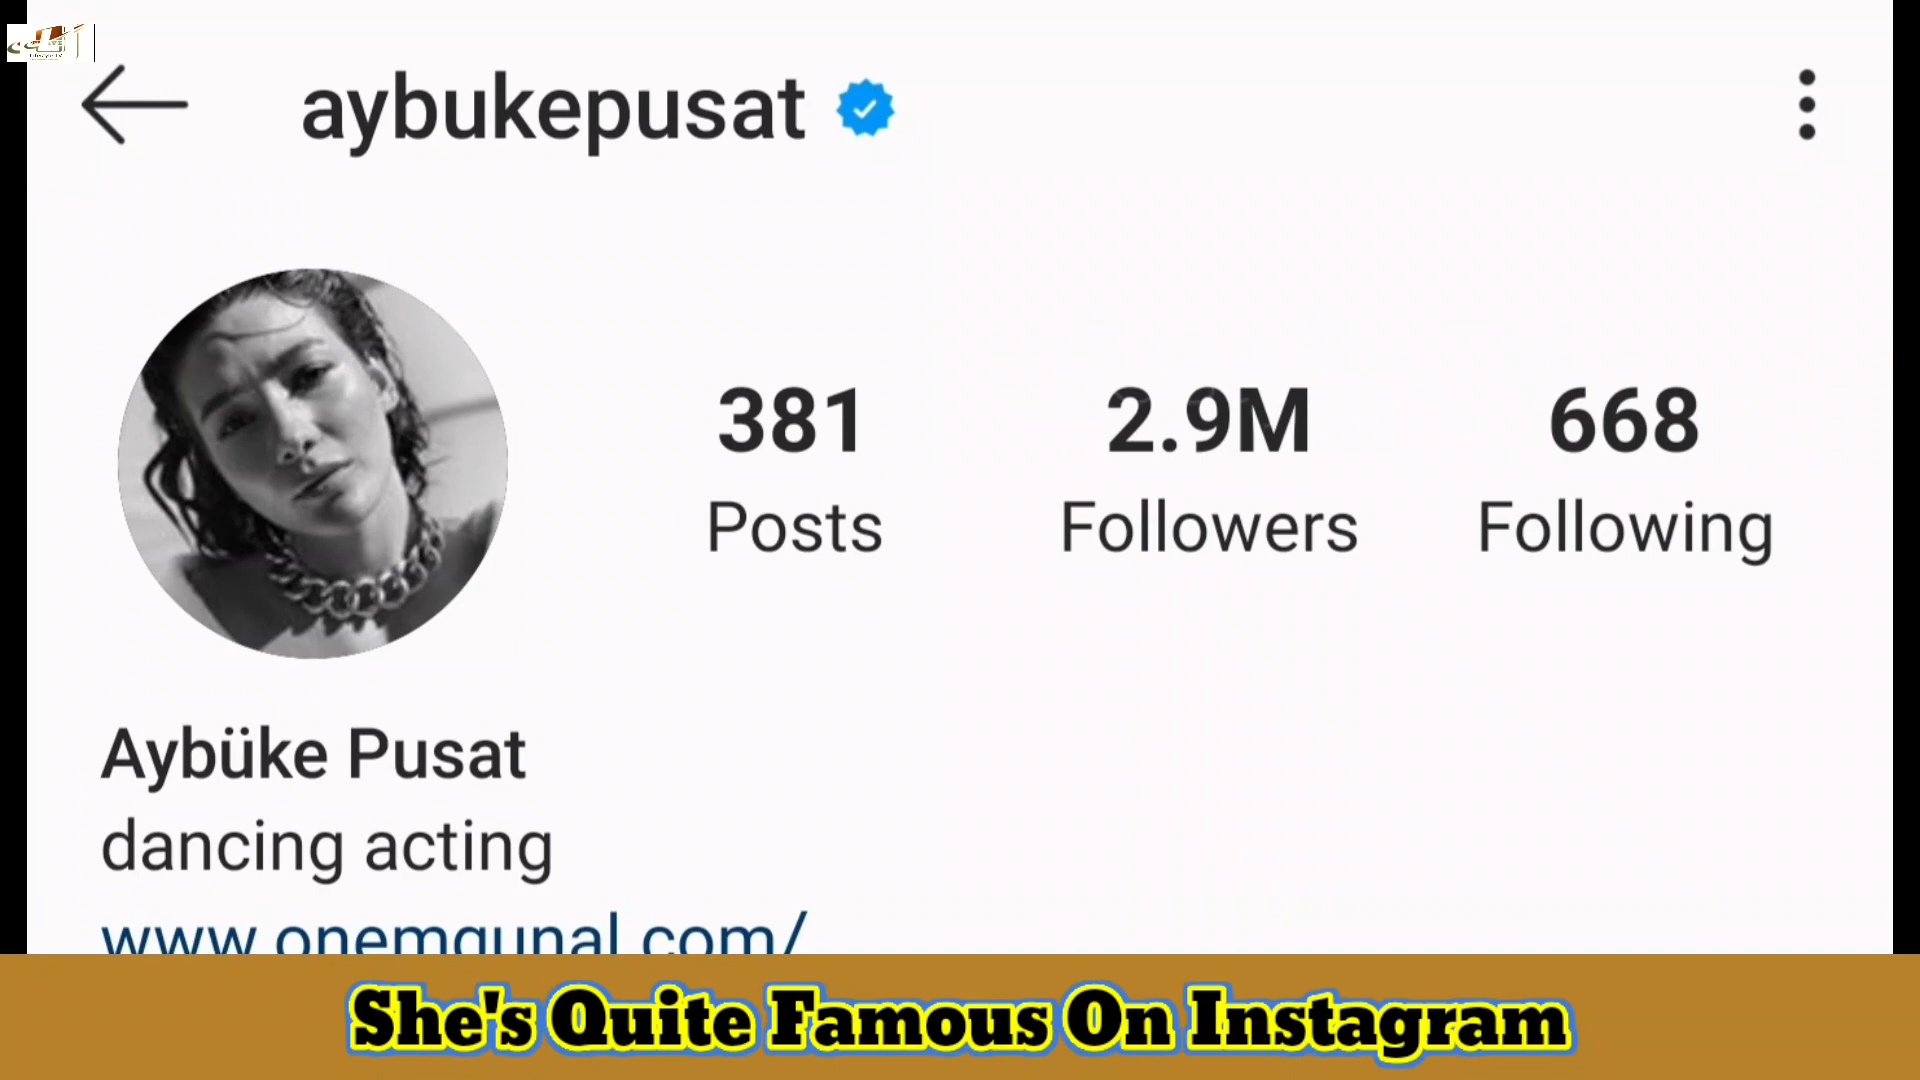 aybukepusat
381 2.9M 668
Posts Followers Following
Aybüke Pusat
dancing acting
www.onemgunal.com/
She's Quite Famous On Instagram